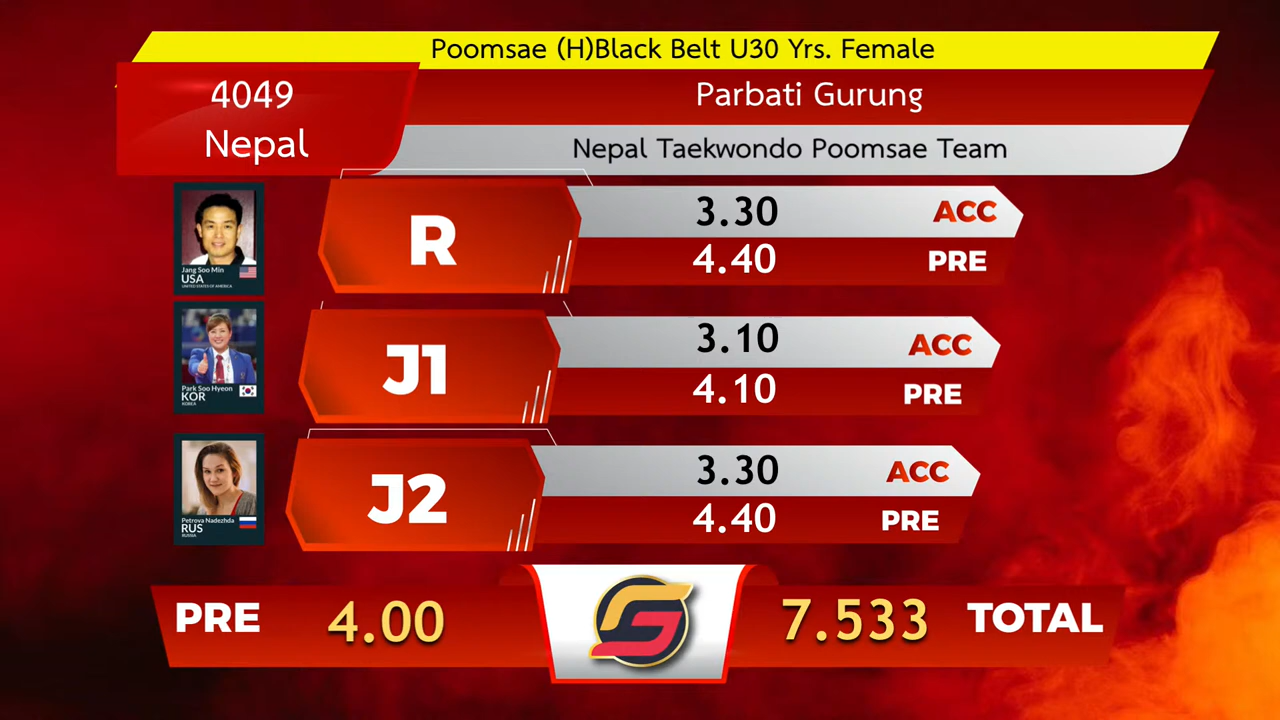 Poomsae (H)Black Belt U30 Yrs. Female
4049
Nepal
Parbati Gurung
Nepal Taekwondo Poomsae Team
Jang Soo Min
USA
UNITED STATES OF AMERICA
R
3.30 ACC
4.40 PRE
Park Soo Hyeon
KOR
KOREA
J1
3.10 ACC
4.10 PRE
Petrova Nadezhda
RUS
RUSSIA
J2
3.30 ACC
4.40 PRE
PRE 4.00
7.533 TOTAL